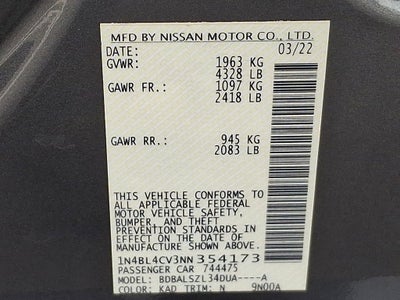 MFD BY NISSAN MOTOR CO., LTD.
DATE: 03/22
GVWR: 1963 KG
4328 LB
GAWR FR.: 1097 KG
2418 LB
GAWR RR.: 945 KG
2083 LB
THIS VEHICLE CONFORMS TO
ALL APPLICABLE FEDERAL
MOTOR VEHICLE SAFETY,
BUMPER, AND THEFT
PREVENTION STANDARDS IN
EFFECT ON THE DATE OF
MANUFACTURE SHOWN ABOVE.
1N4BL4CV3NN354173
PASSENGER CAR 744475
MODEL: BDBALSZL34DUA----A
COLOR: KAD TRIM: N 9N00A